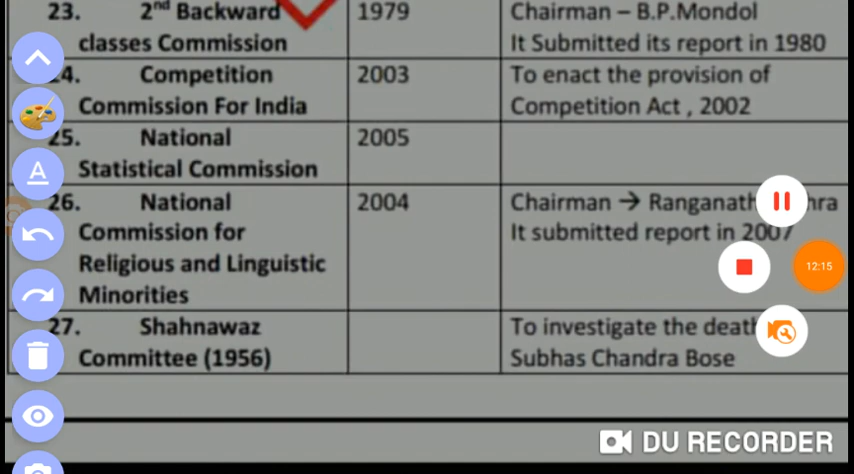 23. 2nd Backward 1979 Chairman – B.P.Mondol
classes Commission It Submitted its report in 1980
24. Competition 2003 To enact the provision of
Commission For India Competition Act , 2002
25. National 2005
Statistical Commission
26. National 2004 Chairman → Ranganath
Commission for It submitted report in 2007
Religious and Linguistic
Minorities
27. Shahnawaz To investigate the death
Committee (1956) Subhas Chandra Bose
12:15
A
DU RECORDER